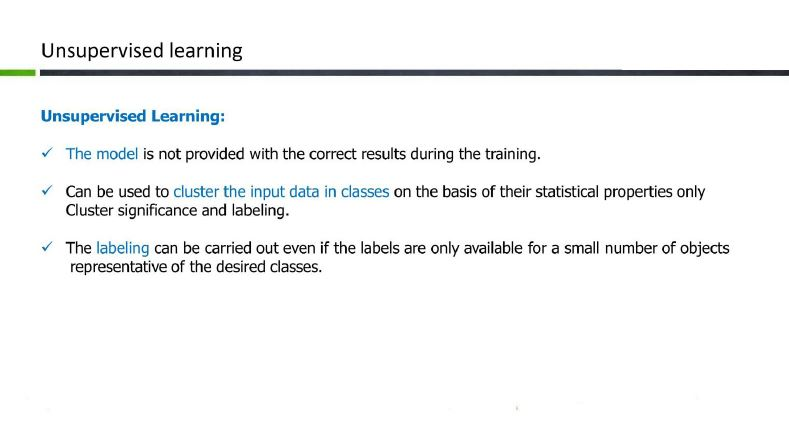 Unsupervised learning
Unsupervised Learning:
✓ The model is not provided with the correct results during the training.
✓ Can be used to cluster the input data in classes on the basis of their statistical properties only
Cluster significance and labeling.
✓ The labeling can be carried out even if the labels are only available for a small number of objects
representative of the desired classes.